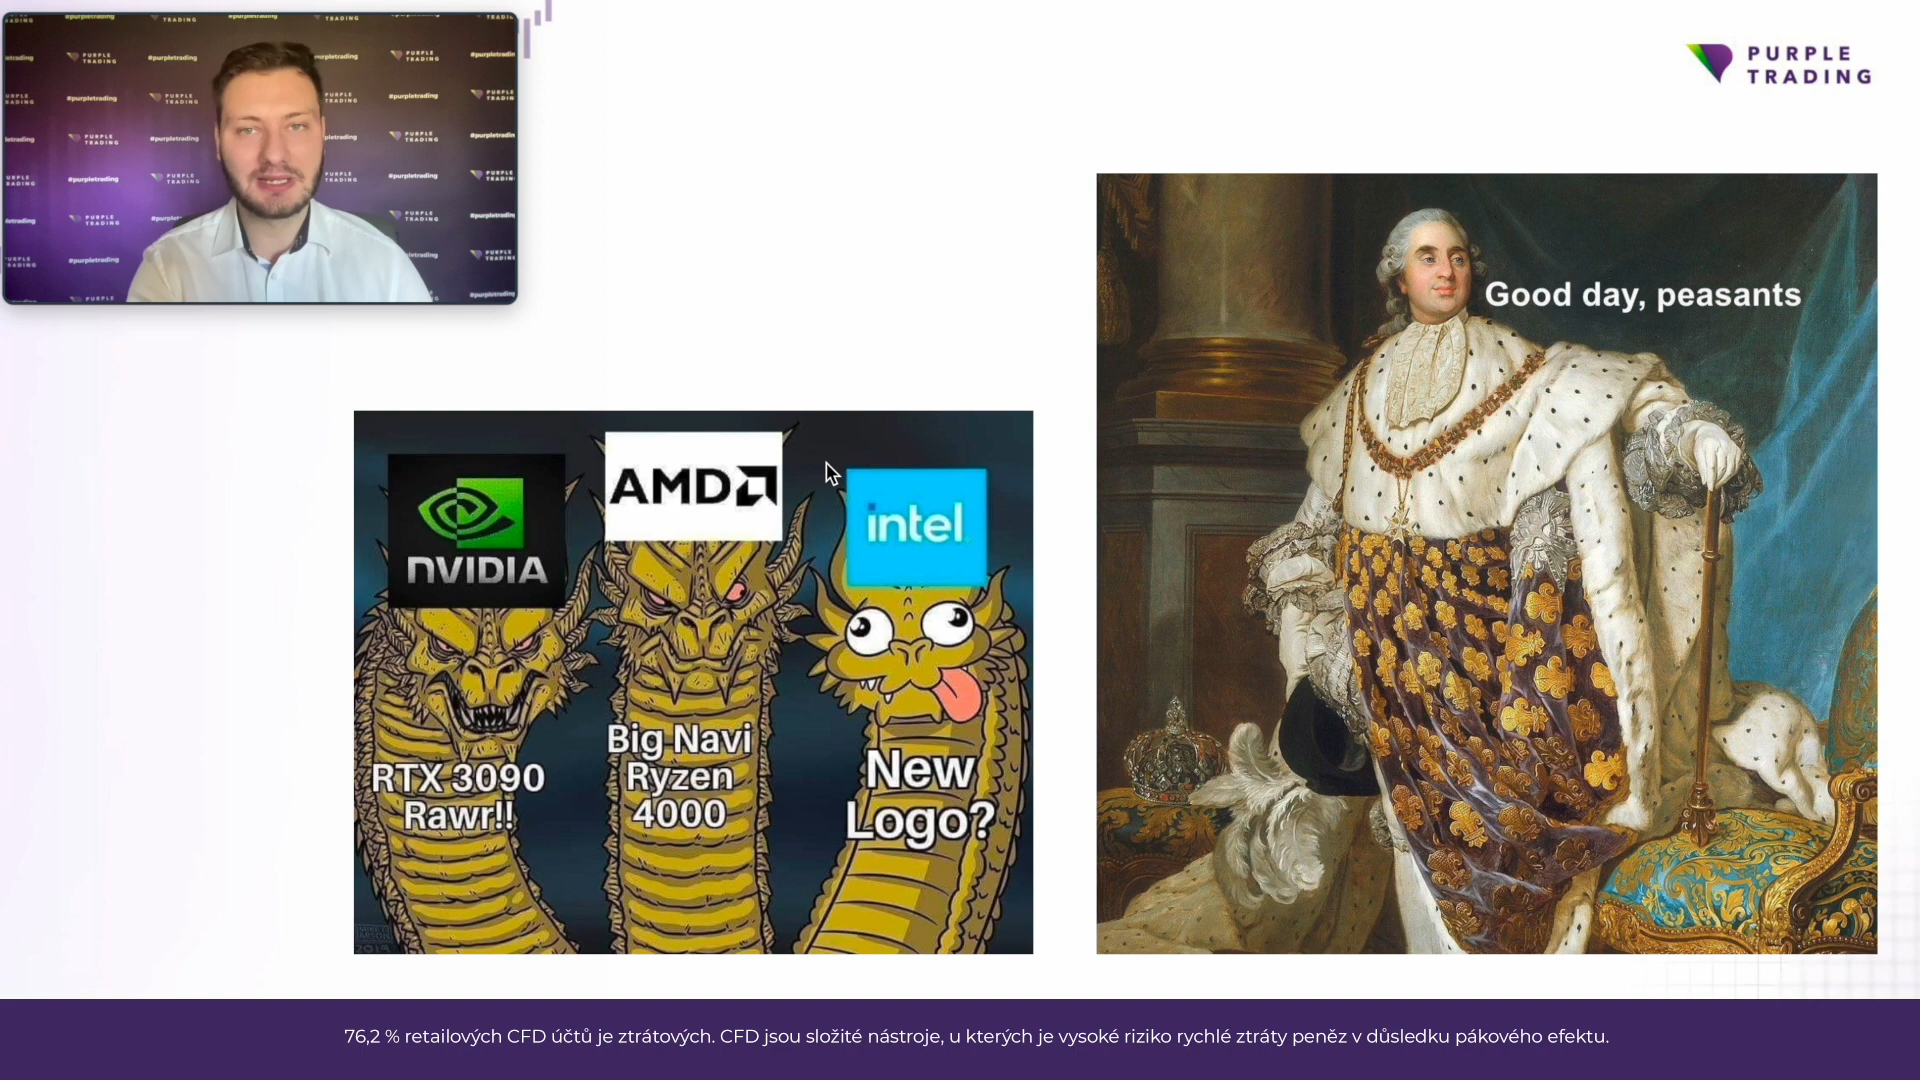 PURPLE
TRADING
#purpletrading
Good day, peasants
NVIDIA
AMD
intel
RTX 3090
Rawr!!
Big Navi
Ryzen
4000
New
Logo?
2019
76,2 % retailových CFD účtů je ztrátových. CFD jsou složité nástroje, u kterých je vysoké riziko rychlé ztráty peněz v důsledku pákového efektu.